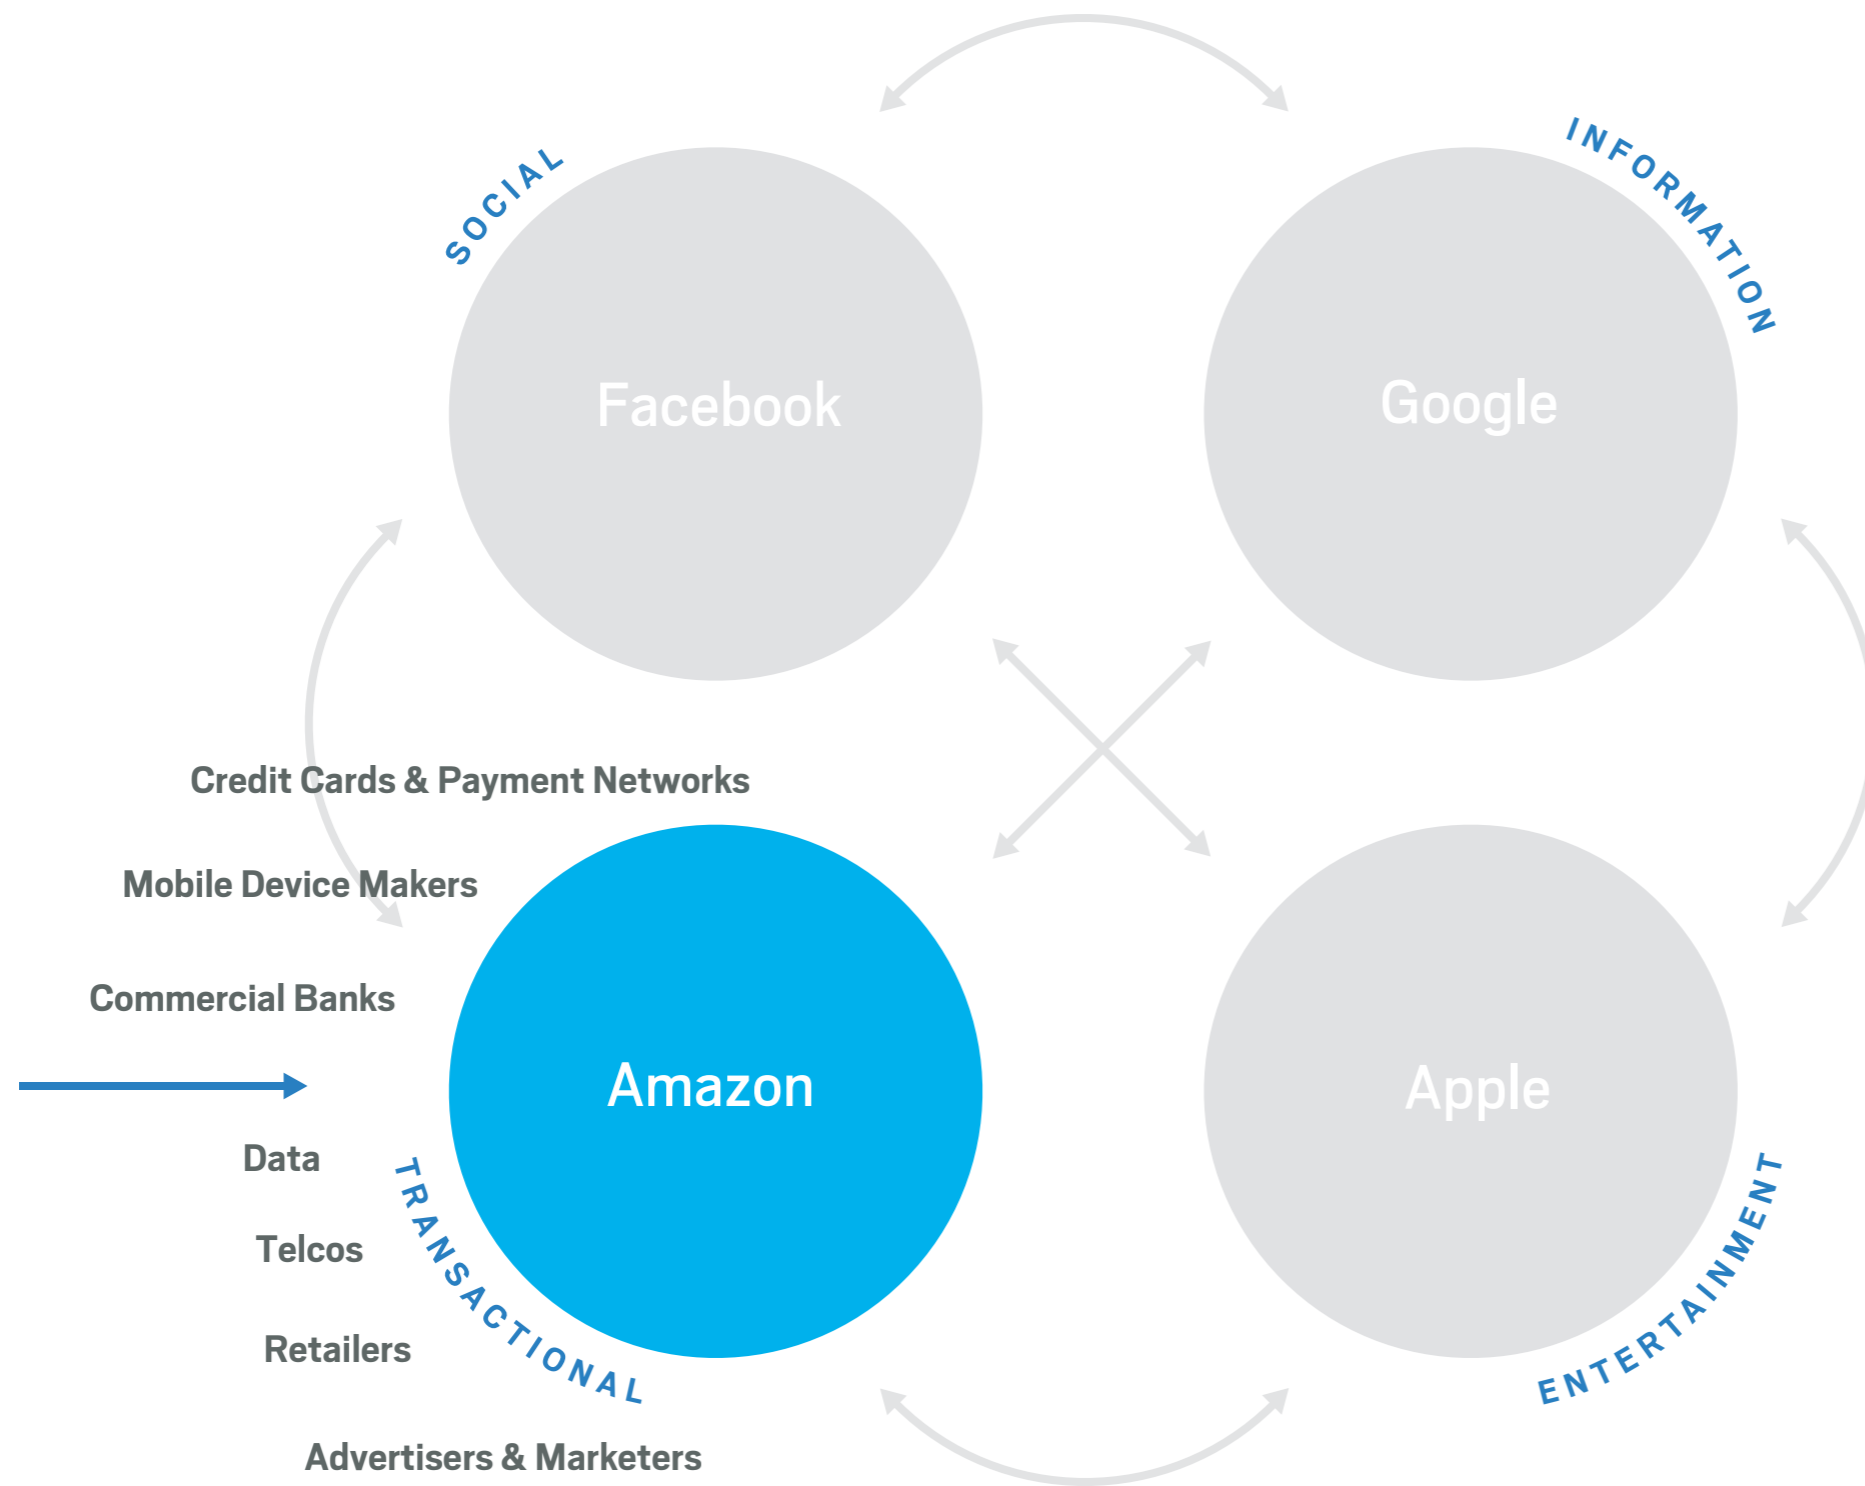 SOCIAL
INFORMATION
Facebook
Google
Credit Cards & Payment Networks
Mobile Device Makers
Commercial Banks
Amazon
Apple
Data
Telcos
Retailers
TRANSACTIONAL
ENTERTAINMENT
Advertisers & Marketers